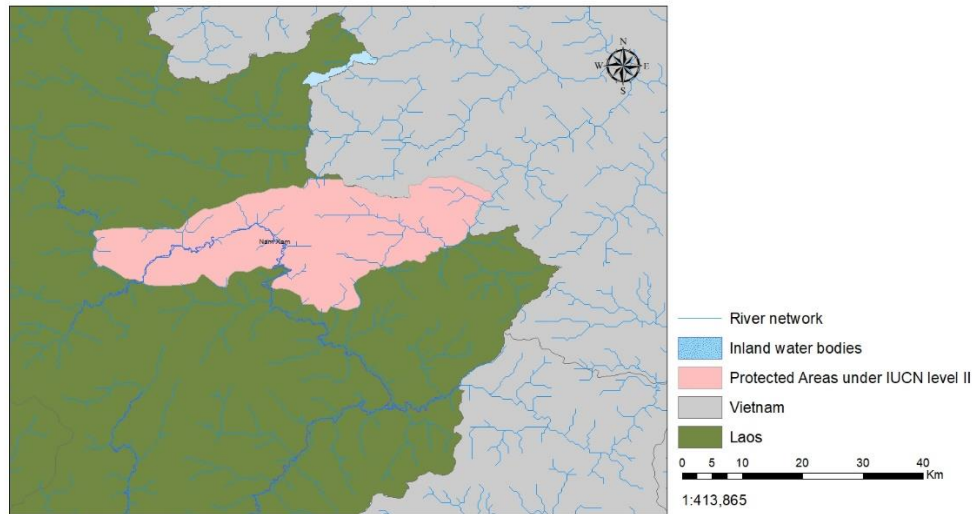 N
W E
S
Nam Xam
River network
Inland water bodies
Protected Areas under IUCN level II
Vietnam
Laos
0 5 10 20 30 40
Km
1:413,865